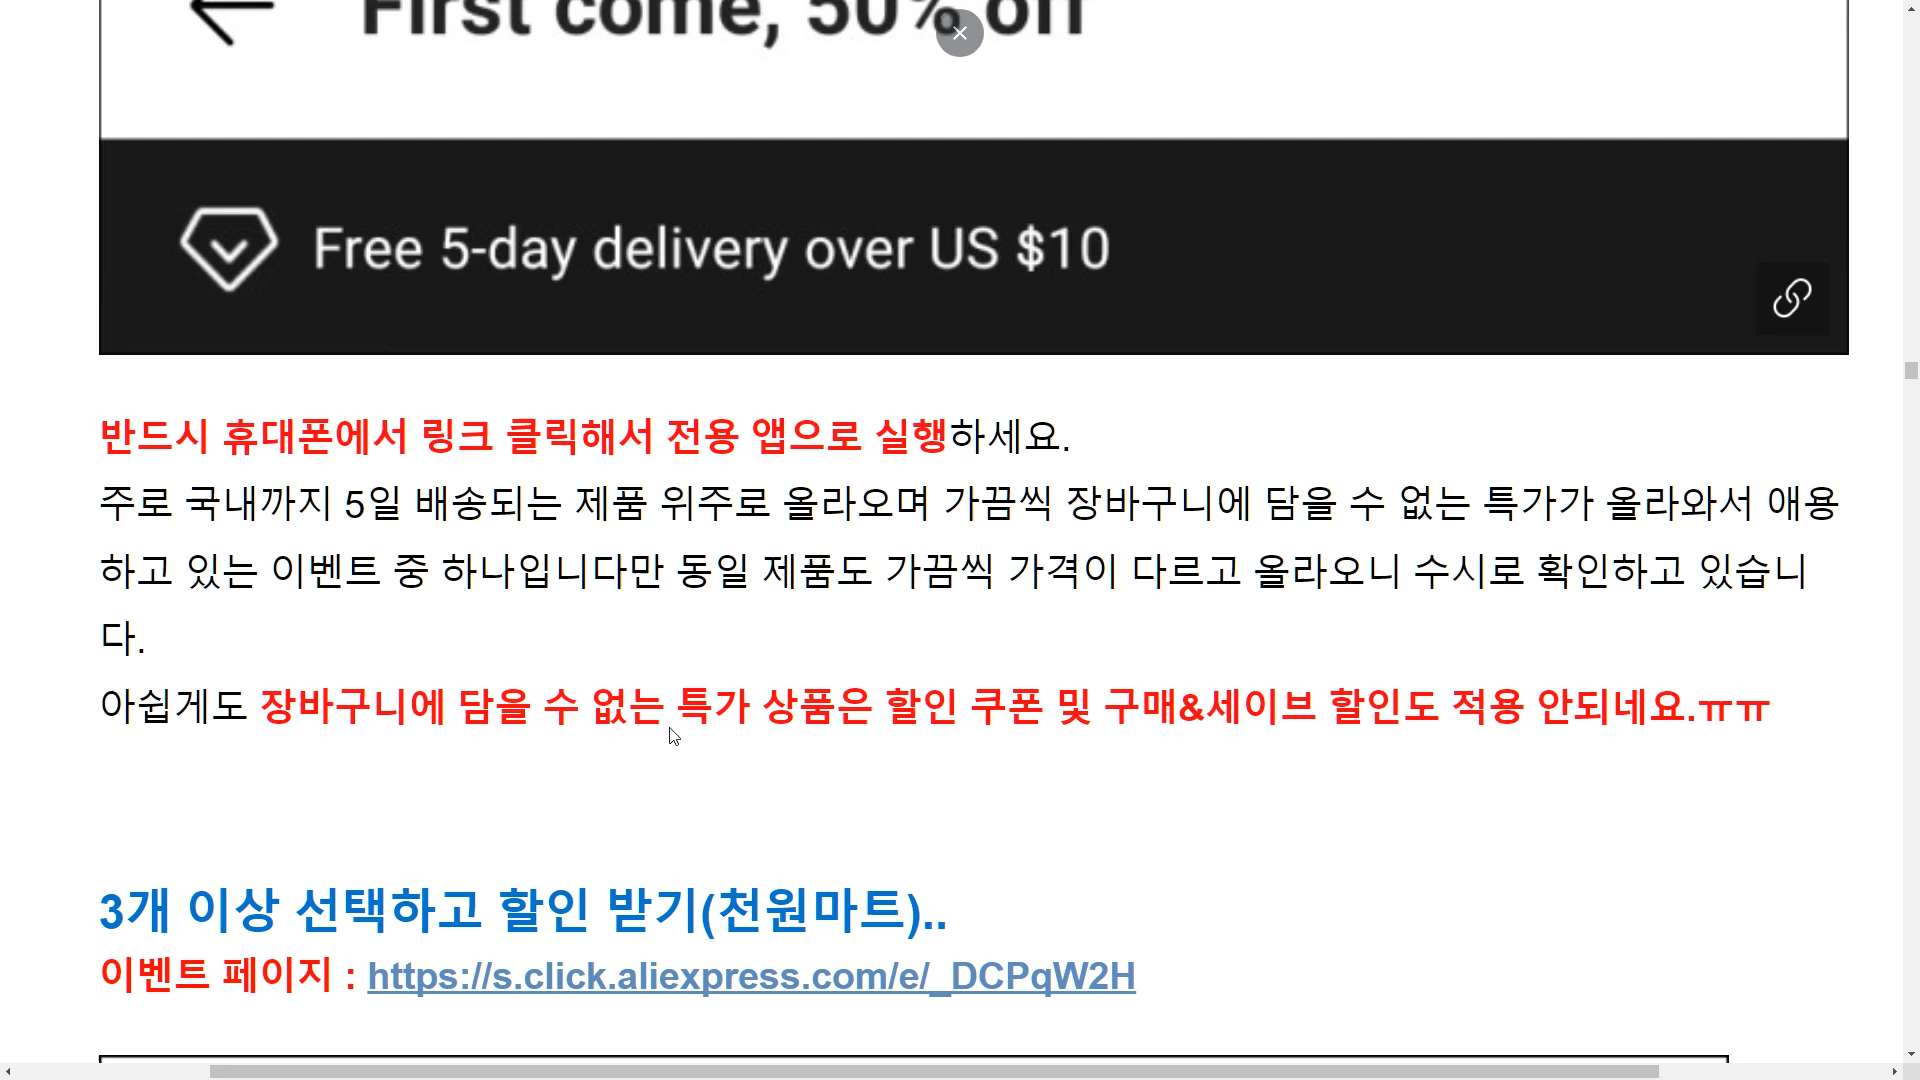 First come, 50% off
Free 5-day delivery over US $10
반드시 휴대폰에서 링크 클릭해서 전용 앱으로 실행하세요.
주로 국내까지 5일 배송되는 제품 위주로 올라오며 가끔씩 장바구니에 담을 수 없는 특가가 올라와서 애용
하고 있는 이벤트 중 하나입니다만 동일 제품도 가끔씩 가격이 다르고 올라오니 수시로 확인하고 있습니
다.
아쉽게도 장바구니에 담을 수 없는 특가 상품은 할인 쿠폰 및 구매&세이브 할인도 적용 안되네요.ㅠㅠ
3개 이상 선택하고 할인 받기(천원마트)..
이벤트 페이지 : https://s.click.aliexpress.com/e/_DCPqW2H